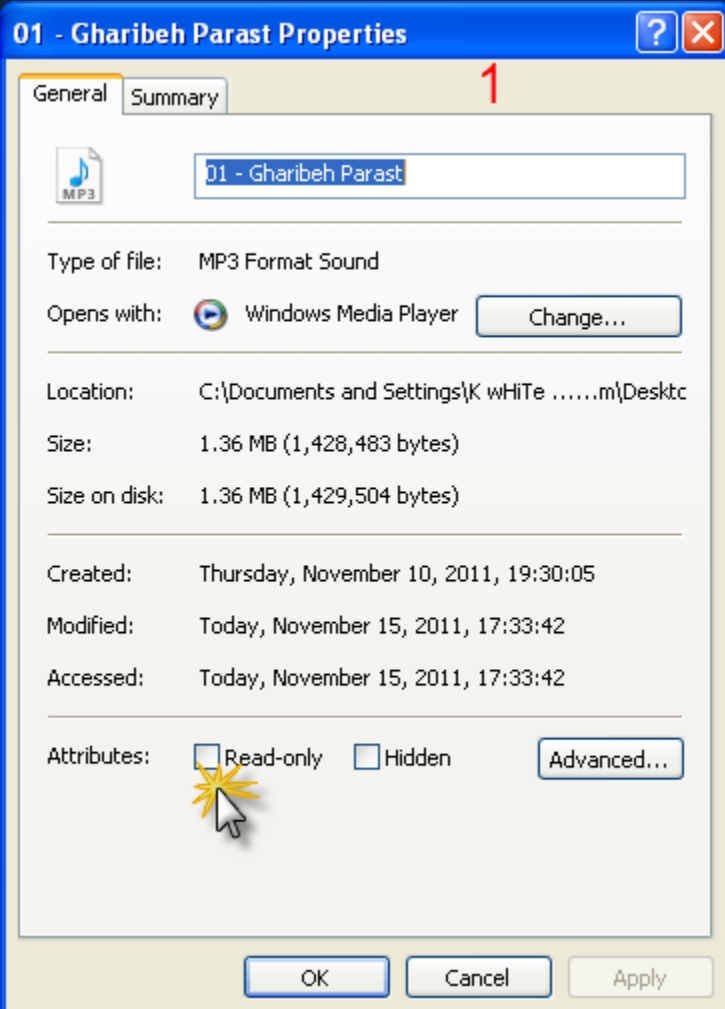 01 - Gharibeh Parast Properties
1
General Summary
MP3
01 - Gharibeh Parast
Type of file: MP3 Format Sound
Opens with: Windows Media Player Change...
Location: C:\Documents and Settings\K wHiTe ......m\Desktc
Size: 1.36 MB (1,428,483 bytes)
Size on disk: 1.36 MB (1,429,504 bytes)
Created: Thursday, November 10, 2011, 19:30:05
Modified: Today, November 15, 2011, 17:33:42
Accessed: Today, November 15, 2011, 17:33:42
Attributes: Read-only Hidden Advanced...
OK Cancel Apply